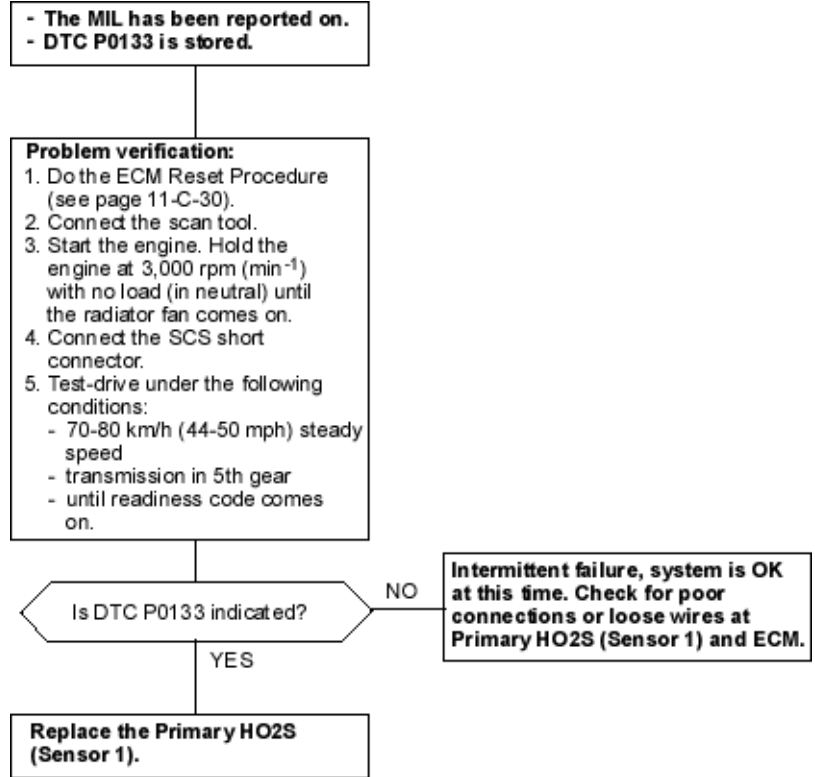 - The MIL has been reported on.
- DTC P0133 is stored.
Problem verification:
1. Do the ECM Reset Procedure
(see page 11-C-30).
2. Connect the scan tool.
3. Start the engine. Hold the
engine at 3,000 rpm (min-1)
with no load (in neutral) until
the radiator fan comes on.
4. Connect the SCS short
connector.
5. Test-drive under the following
conditions:
- 70-80 km/h (44-50 mph) steady
speed
- transmission in 5th gear
- until readiness code comes
on.
Is DTC P0133 indicated?
NO
Intermittent failure, system is OK
at this time. Check for poor
connections or loose wires at
Primary HO2S (Sensor 1) and ECM.
YES
Replace the Primary HO2S
(Sensor 1).